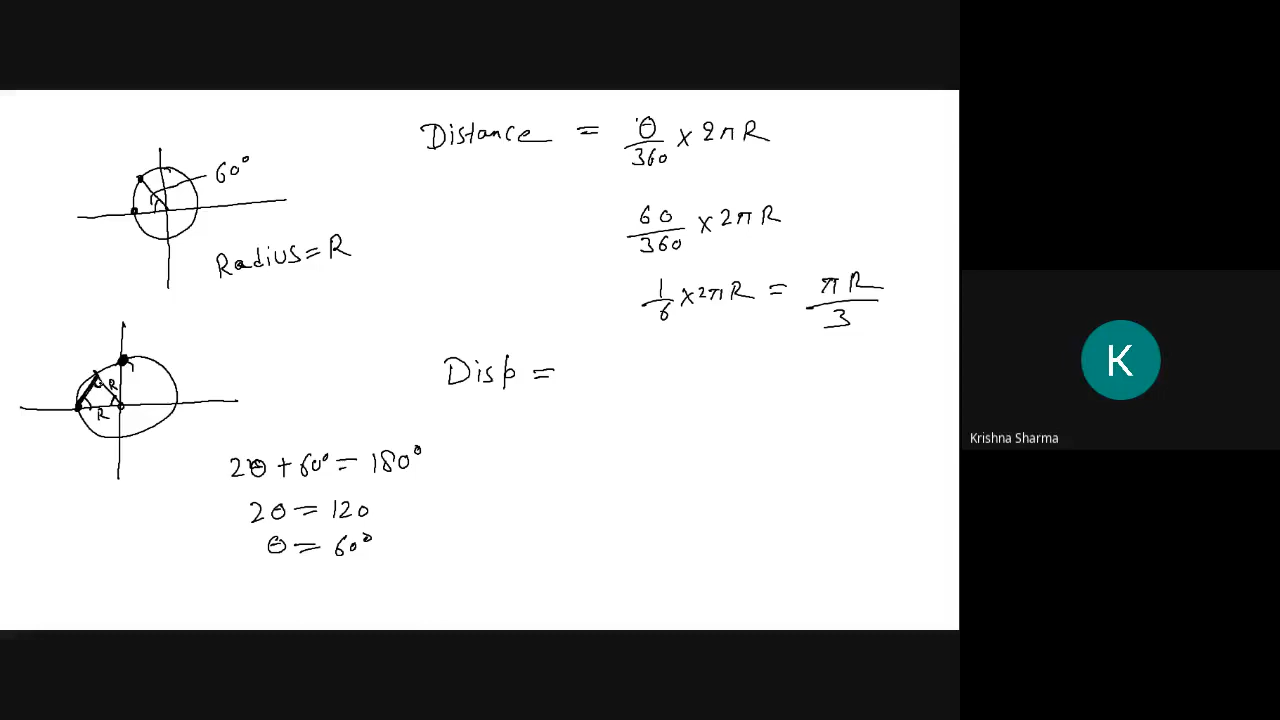 60°
Radius = R
R
R
2θ + 60° = 180°
2θ = 120
θ = 60°
Distance = θ/360 × 2πR
60/360 × 2πR
1/6 × 2πR = πR/3
Disp =
K
Krishna Sharma